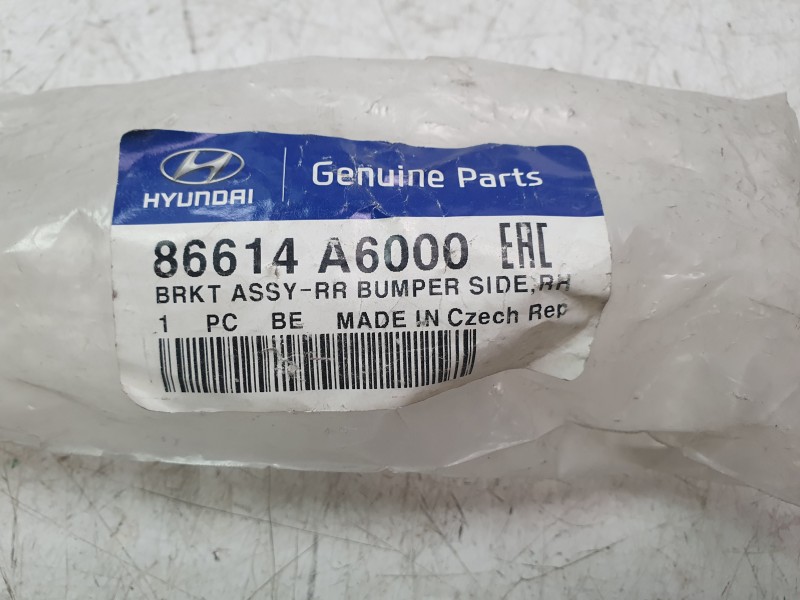 HYUNDAI
Genuine Parts
86614 A6000 EAC
BRKT ASSY-RR BUMPER SIDE,RH
1 PC BE MADE IN Czech Rep